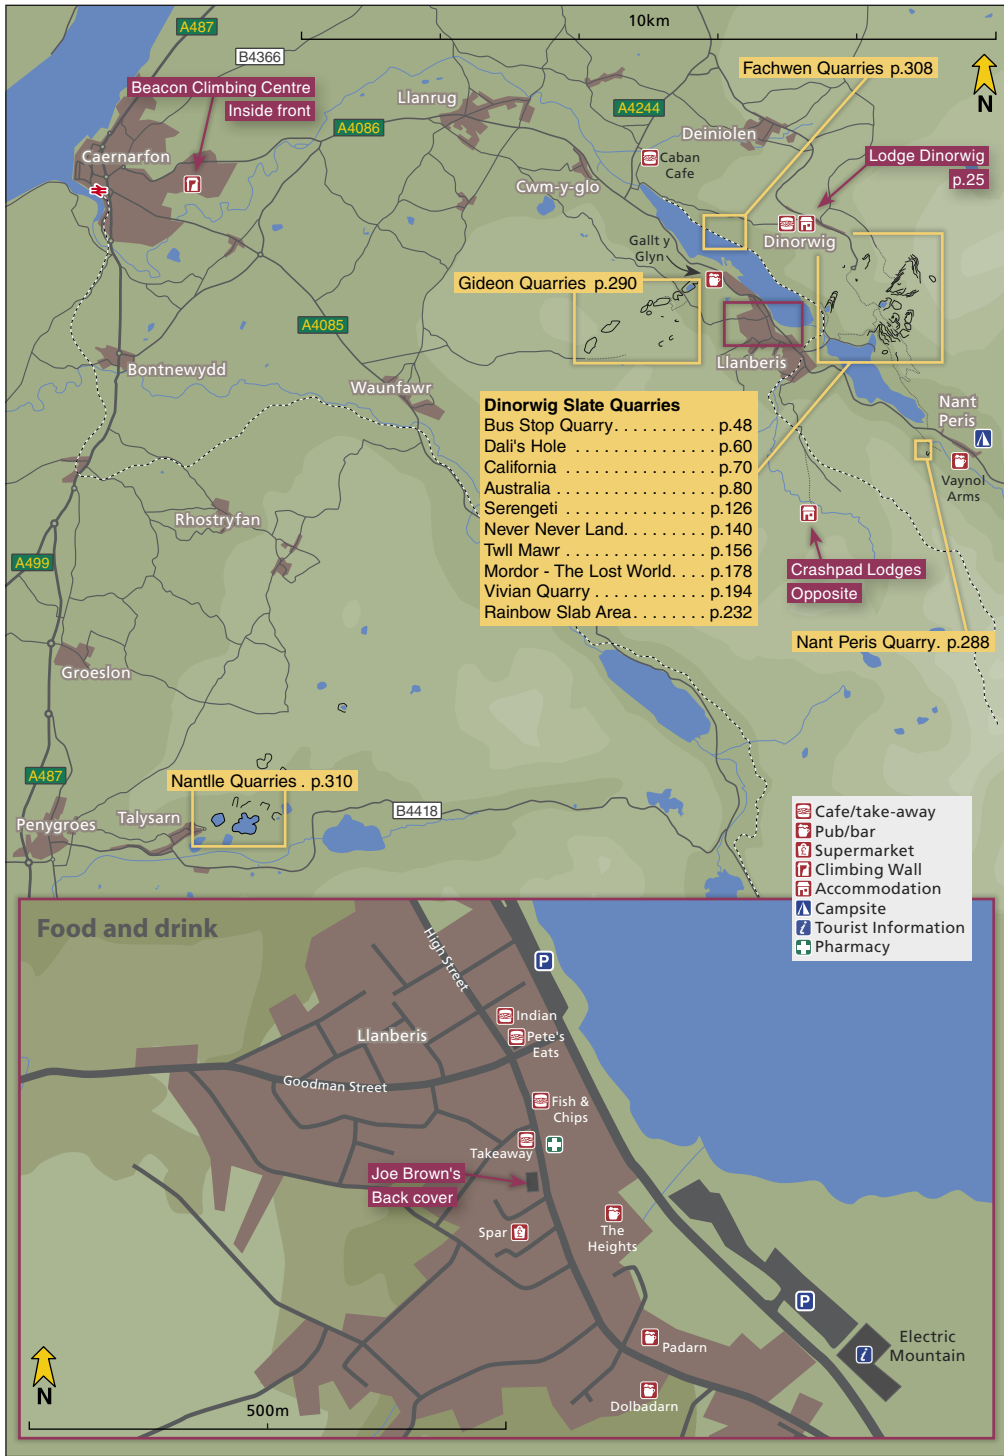 10km
A487
B4366
Fachwen Quarries p.308
N
Beacon Climbing Centre
Inside front
Llanrug
A4244
Deiniolen
A4086
Caernarfon
Caban
Cafe
Lodge Dinorwig
p.25
Cwm-y-glo
Gallt y
Glyn
Dinorwig
Gideon Quarries p.290
A4085
Bontnewydd
Waunfawr
Llanberis
Nant
Peris
Vaynol
Arms
Dinorwig Slate Quarries
Bus Stop Quarry. . . . . . . . . . . p.48
Dali's Hole . . . . . . . . . . . . . . . p.60
California . . . . . . . . . . . . . . . . p.70
Australia . . . . . . . . . . . . . . . . . p.80
Serengeti . . . . . . . . . . . . . . . p.126
Never Never Land. . . . . . . . . p.140
Twll Mawr . . . . . . . . . . . . . . . p.156
Mordor - The Lost World. . . . p.178
Vivian Quarry . . . . . . . . . . . . p.194
Rainbow Slab Area. . . . . . . . p.232
Rhostryfan
A499
Crashpad Lodges
Opposite
Nant Peris Quarry. p.288
Groeslon
A487
Nantlle Quarries . p.310
B4418
Talysarn
Penygroes
Cafe/take-away
Pub/bar
Supermarket
Climbing Wall
Accommodation
Campsite
i Tourist Information
Pharmacy
Food and drink
High Street
P
Indian
Llanberis
Pete's
Eats
Goodman Street
Fish &
Chips
Takeaway
Joe Brown's
Back cover
Spar
The
Heights
P
Padarn
Electric
Mountain
i
Dolbadarn
N
500m